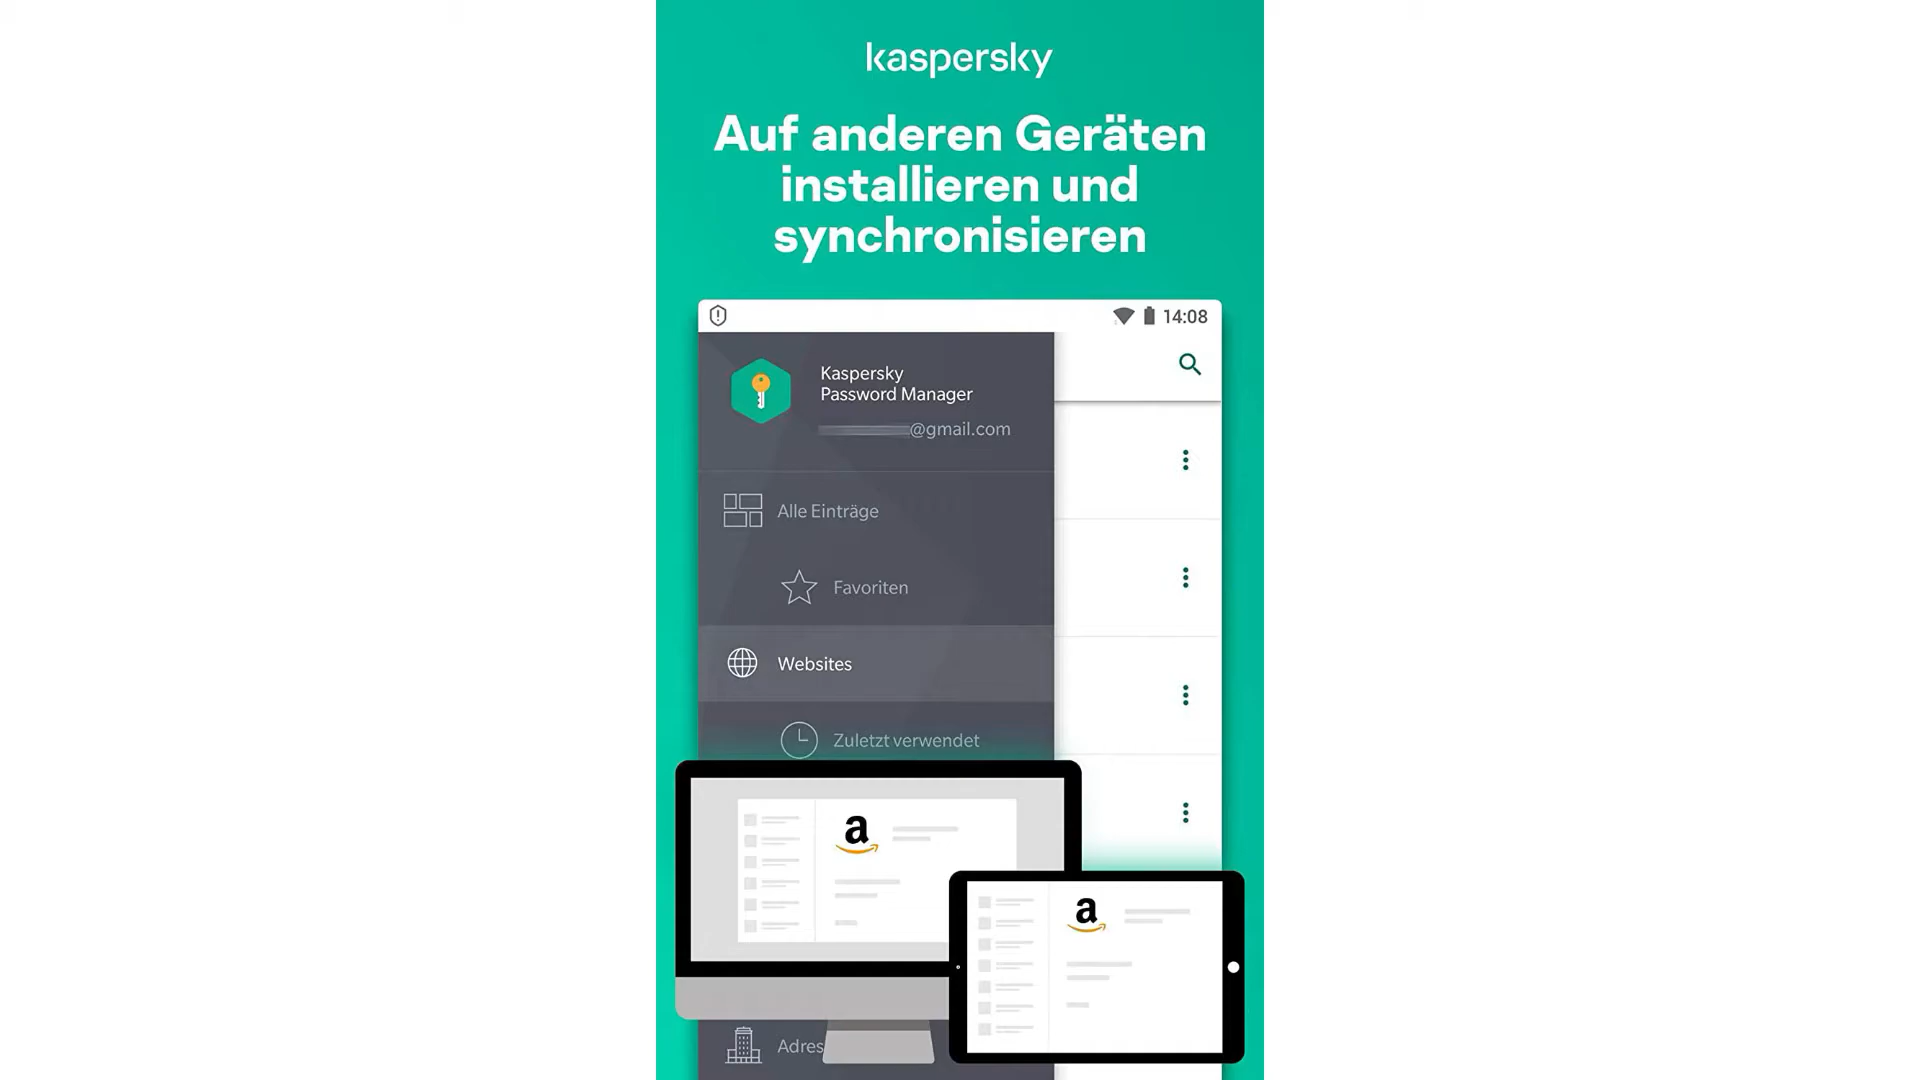 kaspersky
Auf anderen Geräten
installieren und
synchronisieren
14:08
Kaspersky
Password Manager
@gmail.com
Alle Einträge
Favoriten
Websites
Zuletzt verwendet
a
a
Adres